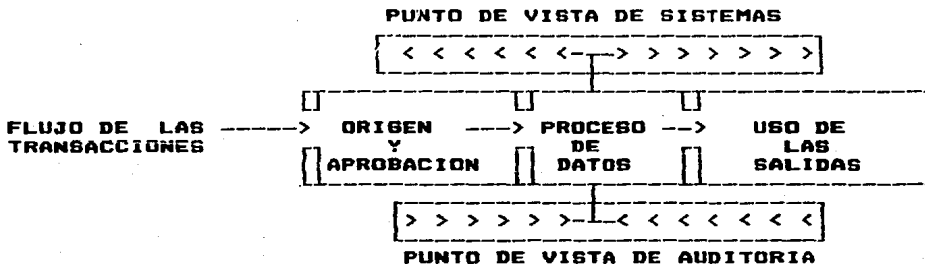 PUNTO DE VISTA DE SISTEMAS
< < < < < < <-----> > > > > > > >
FLUJO DE LAS -----> ORIGEN ---> PROCESO --> USO DE
TRANSACCIONES Y DE LAS
APROBACION DATOS SALIDAS
> > > > > >-----< < < < < < < <
PUNTO DE VISTA DE AUDITORIA